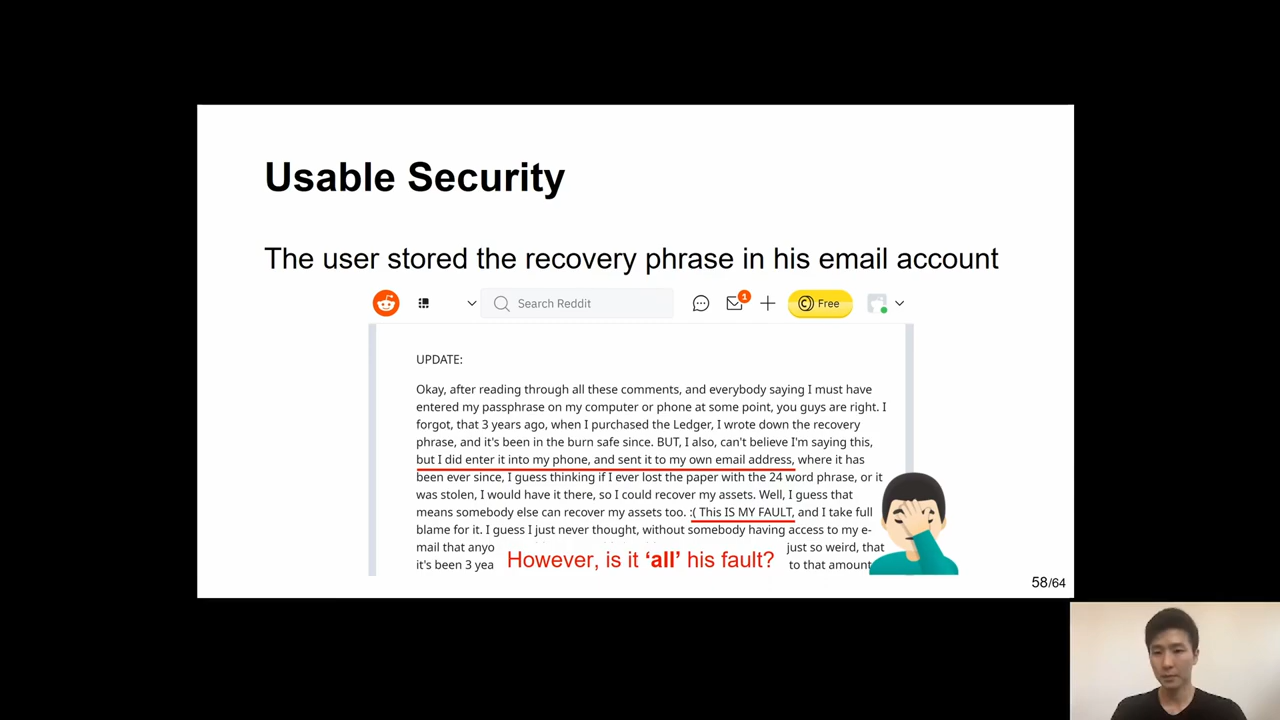 Usable Security
The user stored the recovery phrase in his email account
Search Reddit
1
Free
UPDATE:
Okay, after reading through all these comments, and everybody saying I must have
entered my passphrase on my computer or phone at some point, you guys are right. I
forgot, that 3 years ago, when I purchased the Ledger, I wrote down the recovery
phrase, and it's been in the burn safe since. BUT, I also, can't believe I'm saying this,
but I did enter it into my phone, and sent it to my own email address, where it has
been ever since, I guess thinking if I ever lost the paper with the 24 word phrase, or it
was stolen, I would have it there, so I could recover my assets. Well, I guess that
means somebody else can recover my assets too. :( This IS MY FAULT, and I take full
blame for it. I guess I just never thought, without somebody having access to my e-
mail that anyo just so weird, that
However, is it ‘all’ his fault?
it's been 3 yea to that amount
58/64